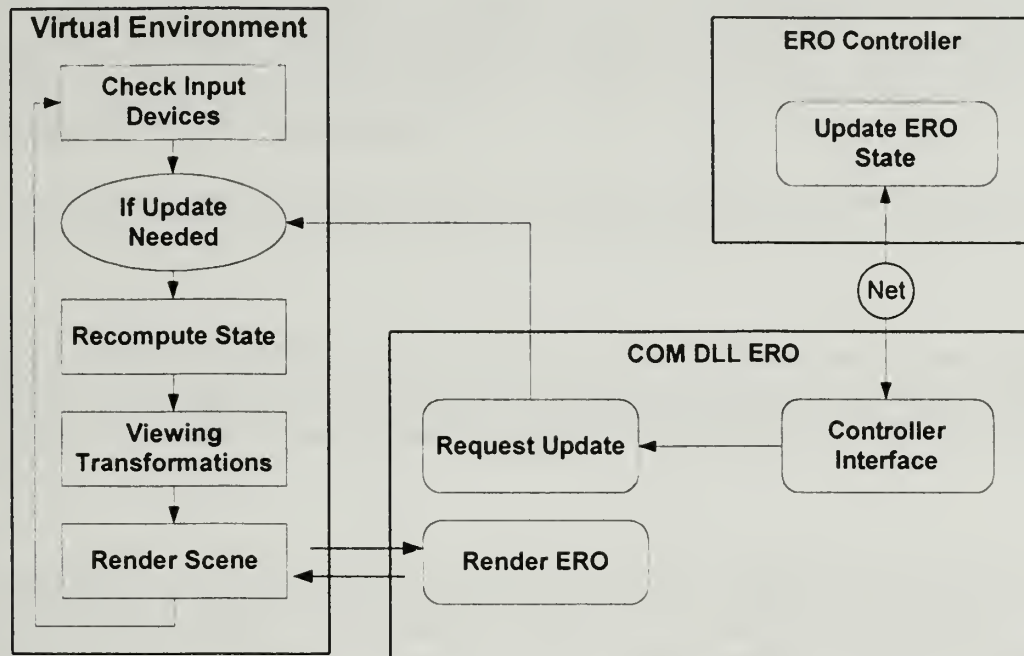 Virtual Environment
Check Input
Devices
If Update
Needed
Recompute State
Viewing
Transformations
Render Scene
ERO Controller
Update ERO
State
Net
COM DLL ERO
Request Update
Controller
Interface
Render ERO